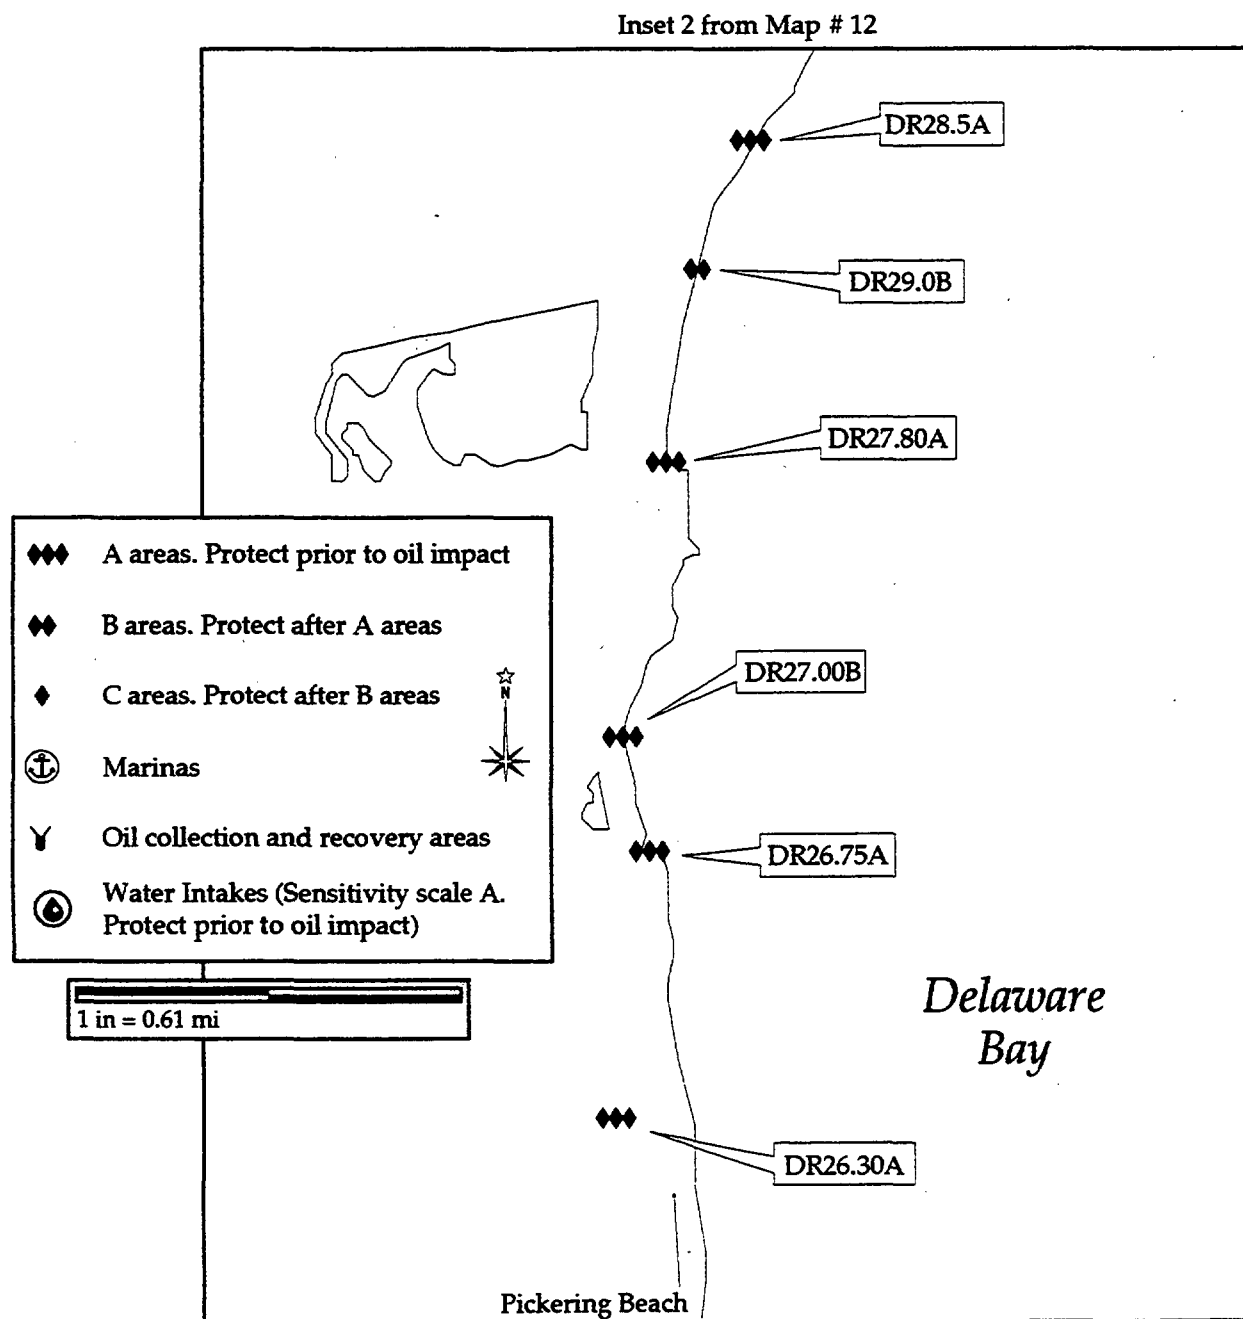 Inset 2 from Map # 12
DR28.5A
DR29.0B
DR27.80A
A areas. Protect prior to oil impact
B areas. Protect after A areas
C areas. Protect after B areas
N
Marinas
Oil collection and recovery areas
Water Intakes (Sensitivity scale A.
Protect prior to oil impact)
1 in = 0.61 mi
DR27.00B
DR26.75A
Delaware
Bay
DR26.30A
Pickering Beach